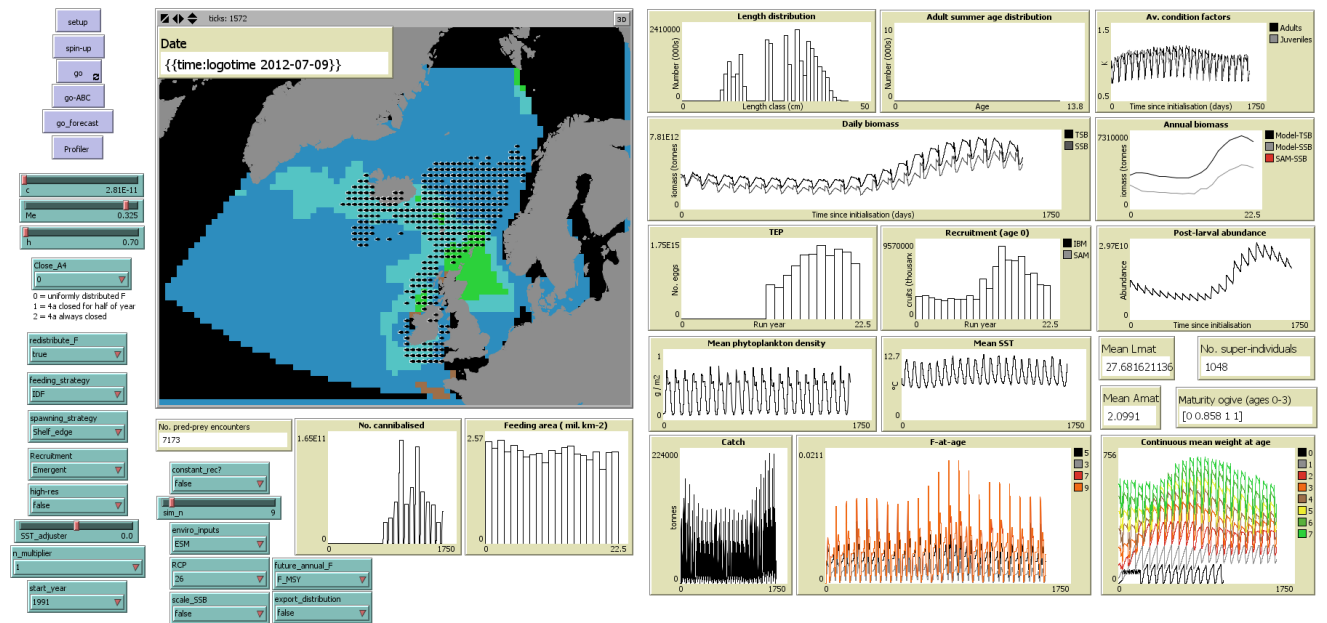 setup
spin-up
go
go-ABC
go_forecast
Profiler
c 2.81E-11
Me 0.325
h 0.70
Close_A4
0
0 = uniformly distributed F
1 = 4a closed for half of year
2 = 4a always closed
redistribute_F
true
feeding_strategy
IDF
spawning_strategy
Shelf_edge
Recruitment
Emergent
high-res
false
SST_adjuster 0.0
n_multiplier
1
start_year
1991
ticks: 1572
3D
Date
{{time:logotime 2012-07-09}}
No. pred-prey encounters
7173
constant_rec?
false
sim_n 9
enviro_inputs
ESM
RCP
26
scale_SSB
false
future_annual_F
F_MSY
export_distribution
false
No. cannibalised
1.65E11
0
0 1750
Feeding area ( mil. km-2)
2.57
0
0 22.5
Length distribution
2410000
Number (000s)
0
0 Length class (cm) 50
Adult summer age distribution
10
Number (000s)
0
0 Age 13.8
Av. condition factors
1.5
K
0.5
0 Time since initialisation (days) 1750
Adults
Juveniles
Daily biomass
7.81E12
biomass (tonnes
0
0 Time since initialisation (days) 1750
TSB
SSB
Annual biomass
7310000
biomass (tonnes
0
0 22.5
Model-TSB
Model-SSB
SAM-SSB
TEP
1.75E15
No. eggs
0
0 Run year 22.5
Recruitment (age 0)
9570000
cruits (thousanc
0
0 Run year 22.5
IBM
SAM
Post-larval abundance
2.97E10
Abundance
0
0 Time since initialisation 1750
Mean phytoplankton density
1
g / m2
0
0 1750
Mean SST
12.7
°C
0
0 1750
Mean Lmat
27.681621136
No. super-individuals
1048
Mean Amat
2.0991
Maturity ogive (ages 0-3)
[0 0.858 1 1]
Catch
224000
tonnes
0
0 1750
F-at-age
0.0211
0
0 1750
5
3
7
9
Continuous mean weight at age
756
0
0 1750
0
1
2
3
4
5
6
7